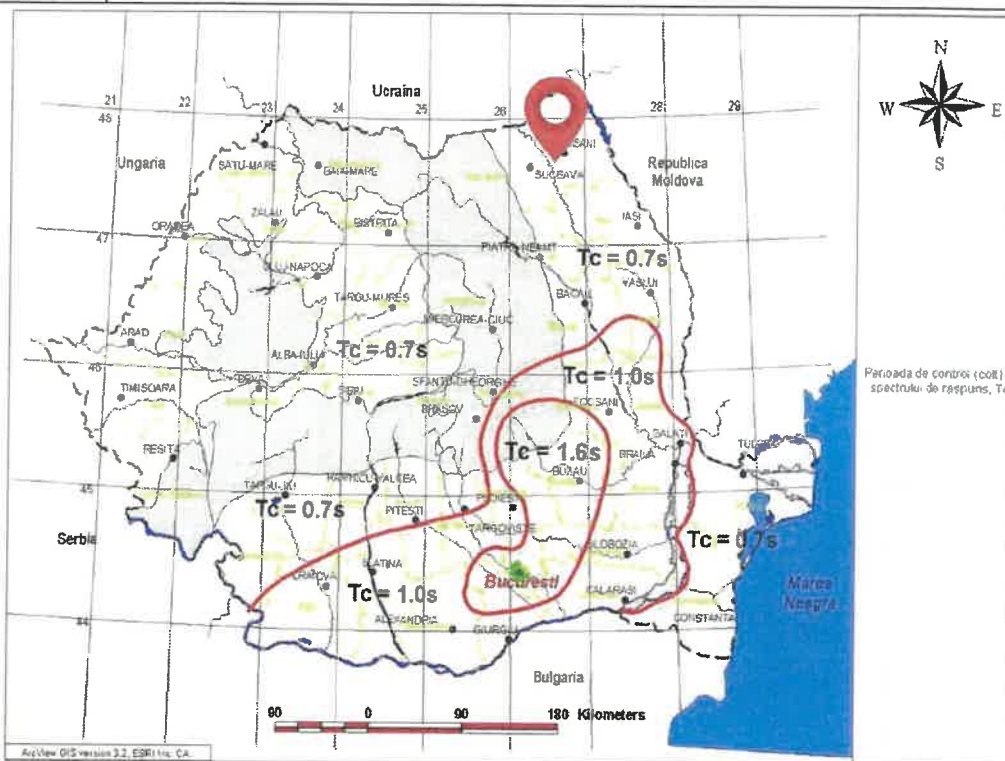 N
W E
S
Ucraina
21 22 23 24 25 26 28 29
48
Ungaria
Republica
Moldova
SATU-MARE
BAIA-MARE
SUCEAVA
ZALAU
BISTRITA
IASI
ORADEA
47
CLUJ-NAPOCA
PIATRA-NEAMT
Tc = 0.7s
VASLUI
TARGU-MURES
BACAU
MIERCUREA-CIUC
ARAD
ALBA-IULIA
Tc = 0.7s
46
TIMISOARA
DEVA
SIBIU
SFANTU-GHEORGHE
Tc = 1.0s
BRASOV
FOCSANI
Perioada de control (colt)
spectrului de raspuns, Tc
RESITA
Tc = 1.6s
GALATI
BRAILA
TULCEA
BUZAU
45
TARGU-JIU
RAMNICU-VALCEA
Tc = 0.7s
PITESTI
PLOIESTI
TARGOVISTE
Serbia
Tc = 0.7s
SLOBOZIA
SLATINA
Bucuresti
CRAIOVA
Tc = 1.0s
CALARASI
Marea
Neagra
ALEXANDRIA
CONSTANTA
44
GIURGIU
Bulgaria
90 0 90 180 Kilometers
ArcView GIS version 3.2, ESRI Inc. CA.